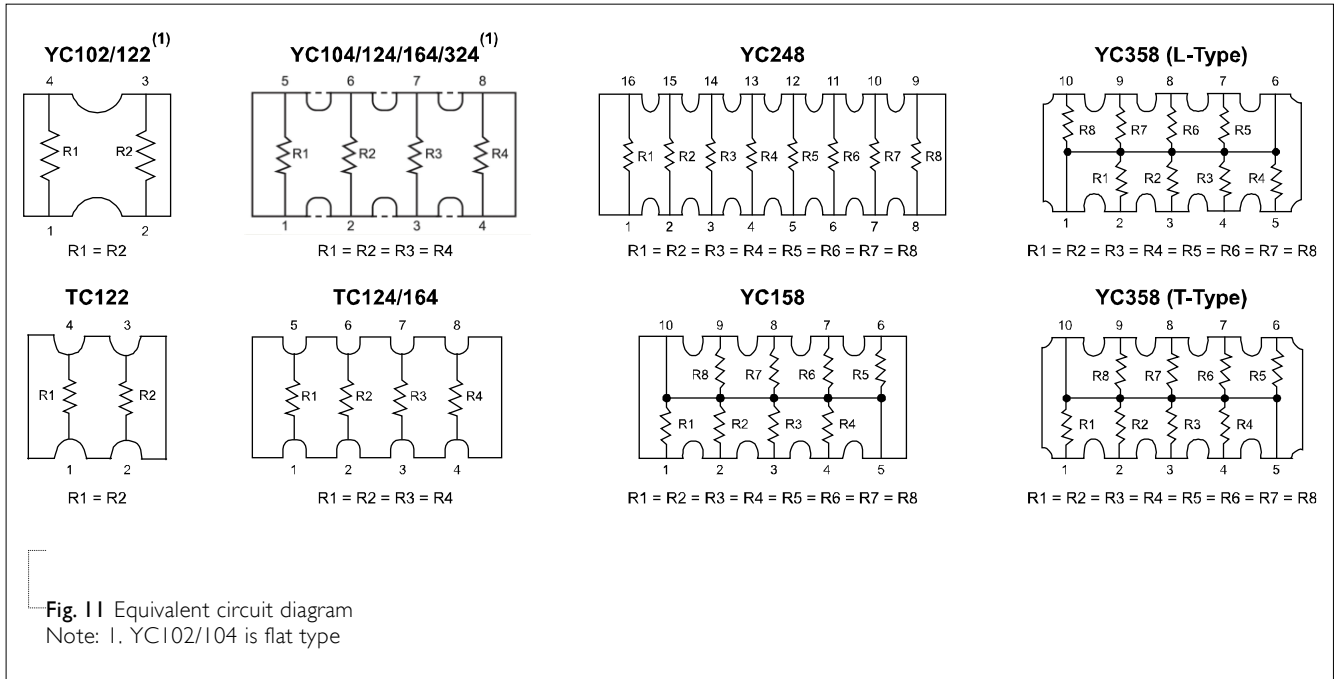 YC102/122 (1)
4 3
R1 R2
1 2
R1 = R2
YC104/124/164/324 (1)
5 6 7 8
R1 R2 R3 R4
1 2 3 4
R1 = R2 = R3 = R4
YC248
16 15 14 13 12 11 10 9
R1 R2 R3 R4 R5 R6 R7 R8
1 2 3 4 5 6 7 8
R1 = R2 = R3 = R4 = R5 = R6 = R7 = R8
YC358 (L-Type)
10 9 8 7 6
R8 R7 R6 R5
R1 R2 R3 R4
1 2 3 4 5
R1 = R2 = R3 = R4 = R5 = R6 = R7 = R8
TC122
4 3
R1 R2
1 2
R1 = R2
TC124/164
5 6 7 8
R1 R2 R3 R4
1 2 3 4
R1 = R2 = R3 = R4
YC158
10 9 8 7 6
R8 R7 R6 R5
R1 R2 R3 R4
1 2 3 4 5
R1 = R2 = R3 = R4 = R5 = R6 = R7 = R8
YC358 (T-Type)
10 9 8 7 6
R8 R7 R6 R5
R1 R2 R3 R4
1 2 3 4 5
R1 = R2 = R3 = R4 = R5 = R6 = R7 = R8
Fig. 11 Equivalent circuit diagram
Note: 1. YC102/104 is flat type